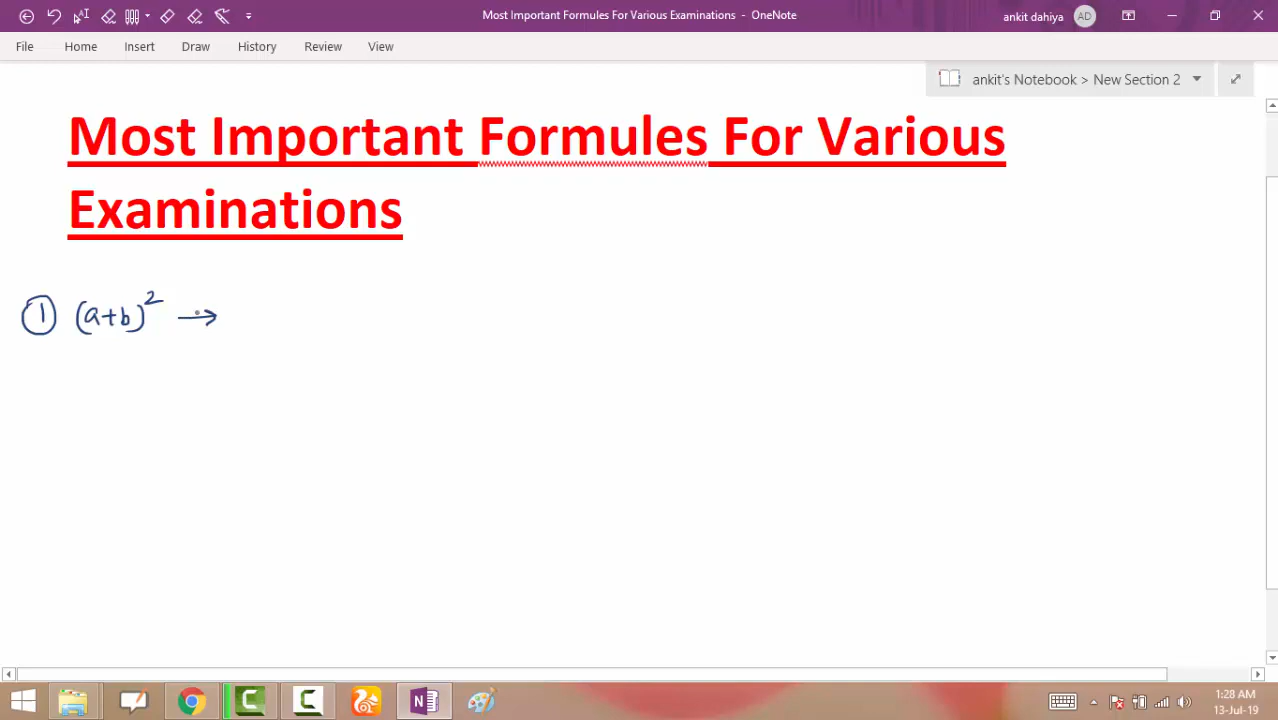 Most Important Formules For Various Examinations - OneNote
ankit dahiya AD
File Home Insert Draw History Review View
ankit's Notebook > New Section 2
Most Important Formules For Various
Examinations
① (a+b)² →
1:28 AM
13-Jul-19